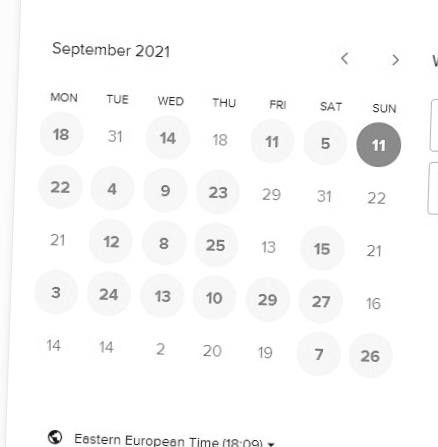 September 2021 < >
MON TUE WED THU FRI SAT SUN
18 31 14 18 11 5 11
22 4 9 23 29 31 22
21 12 8 25 13 15 21
3 24 13 10 29 27 16
14 14 2 20 19 7 26
Eastern European Time (18:09)